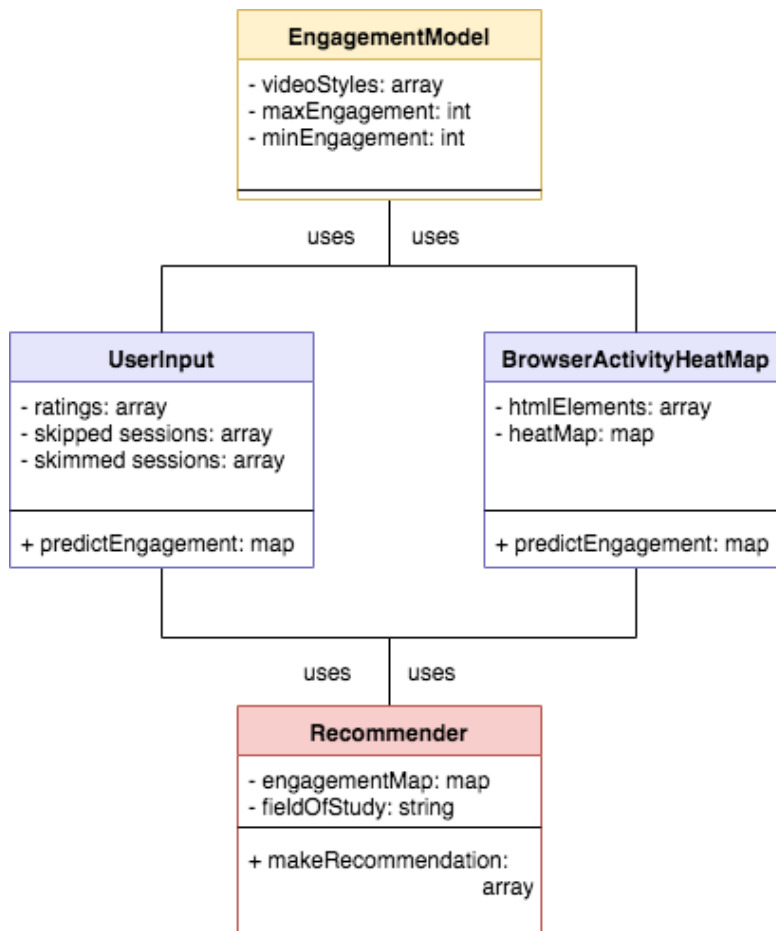 EngagementModel
- videoStyles: array
- maxEngagement: int
- minEngagement: int
uses uses
UserInput
- ratings: array
- skipped sessions: array
- skimmed sessions: array
+ predictEngagement: map
BrowserActivityHeatMap
- htmlElements: array
- heatMap: map
+ predictEngagement: map
uses uses
Recommender
- engagementMap: map
- fieldOfStudy: string
+ makeRecommendation:
array